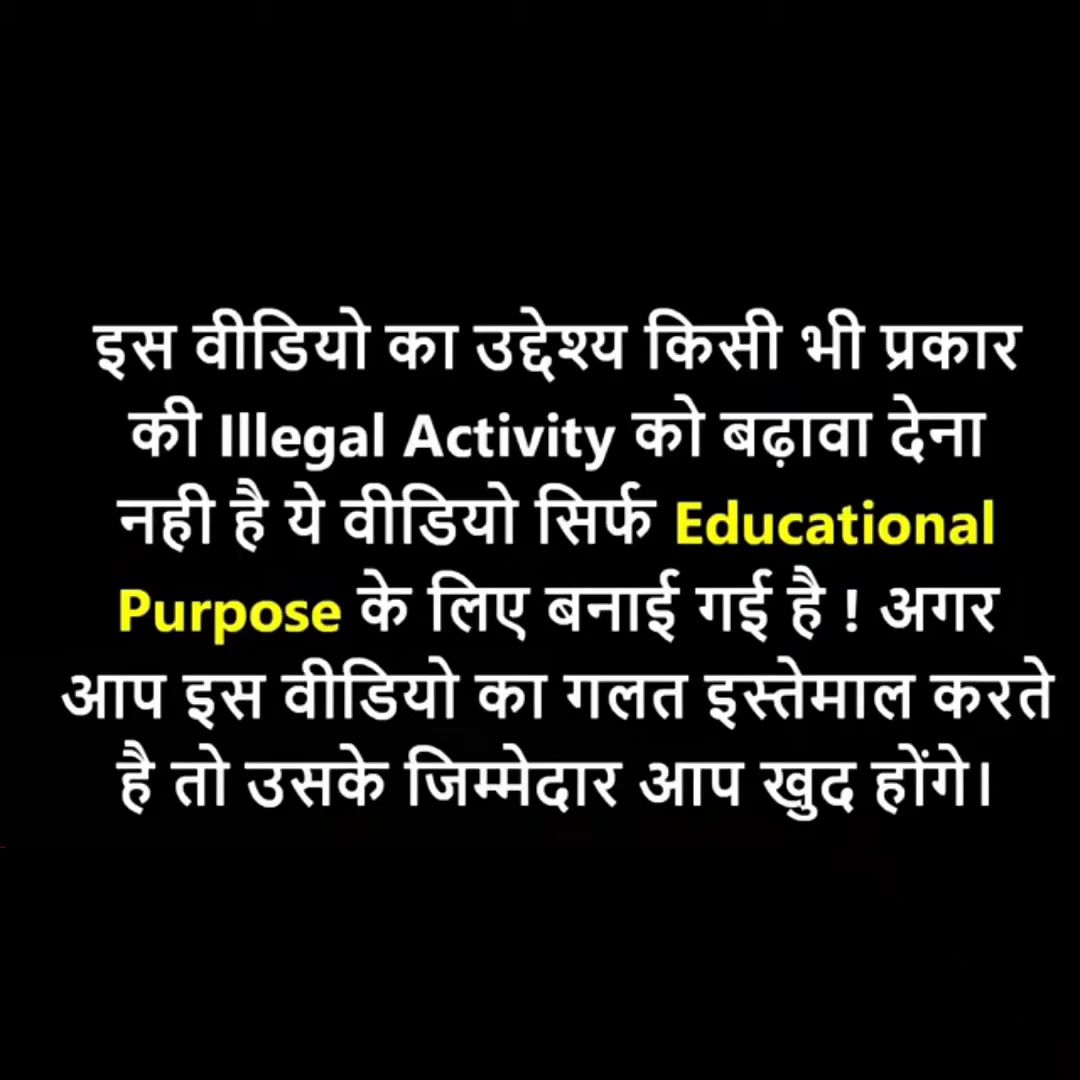 इस वीडियो का उद्देश्य किसी भी प्रकार
की Illegal Activity को बढ़ावा देना
नही है ये वीडियो सिर्फ Educational
Purpose के लिए बनाई गई है ! अगर
आप इस वीडियो का गलत इस्तेमाल करते
है तो उसके जिम्मेदार आप खुद होंगे।